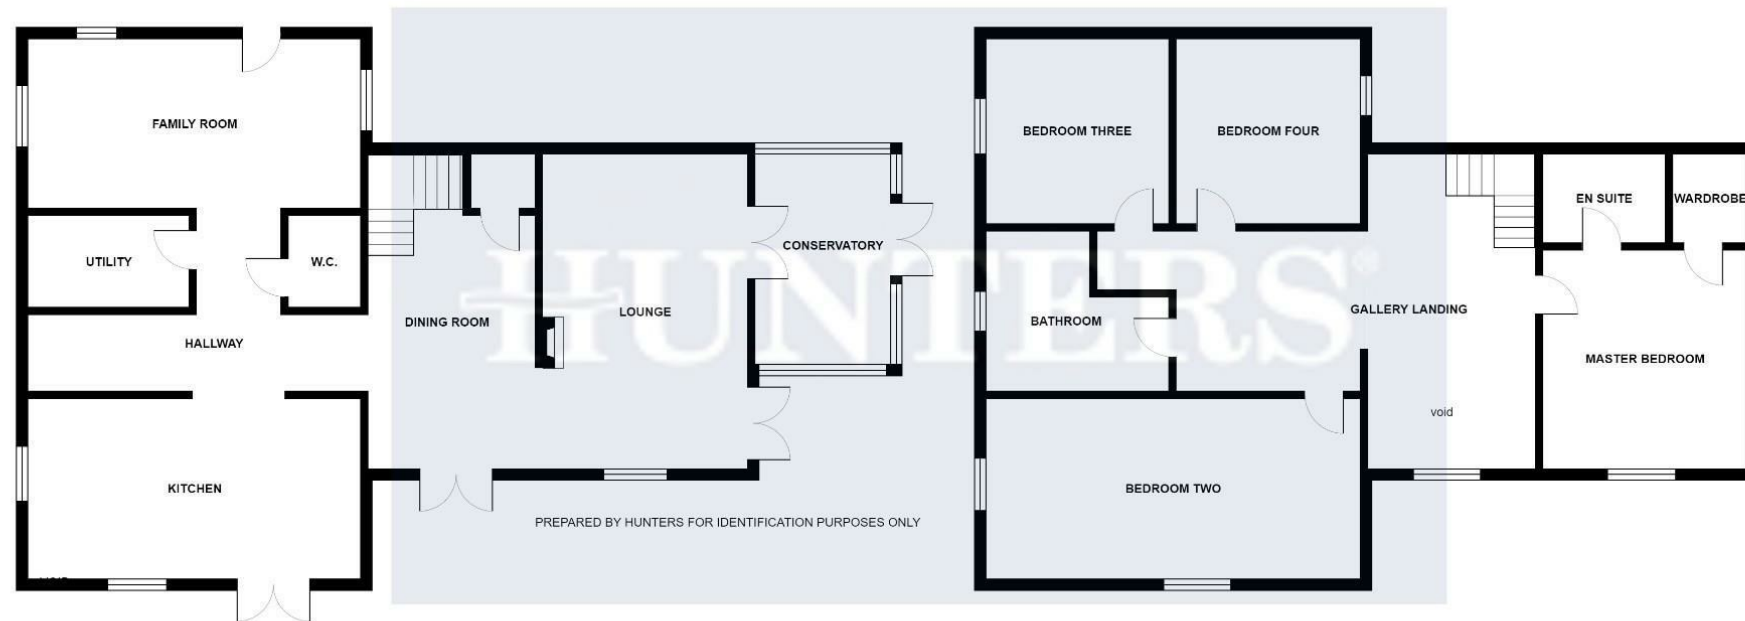 FAMILY ROOM
UTILITY
W.C.
HALLWAY
KITCHEN
DINING ROOM
LOUNGE
CONSERVATORY
HUNTERS®
PREPARED BY HUNTERS FOR IDENTIFICATION PURPOSES ONLY
BEDROOM THREE
BEDROOM FOUR
BATHROOM
BEDROOM TWO
GALLERY LANDING
void
EN SUITE
WARDROBE
MASTER BEDROOM